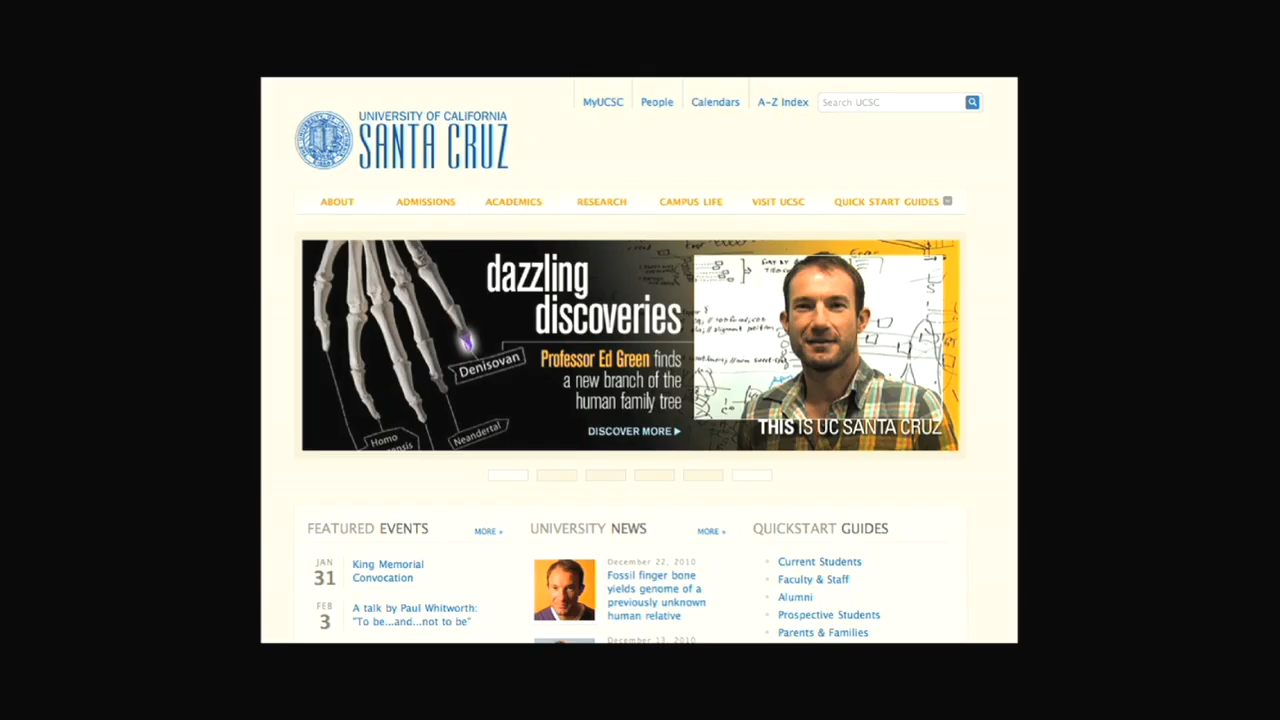 MyUCSC
People
Calendars
A-Z Index
Search UCSC
UNIVERSITY OF CALIFORNIA
SANTA CRUZ
ABOUT
ADMISSIONS
ACADEMICS
RESEARCH
CAMPUS LIFE
VISIT UCSC
QUICK START GUIDES
dazzling
discoveries
Professor Ed Green finds
a new branch of the
human family tree
DISCOVER MORE
Denisovan
Homo
Neandertal
THIS IS UC SANTA CRUZ
FEATURED EVENTS
MORE »
JAN
31
King Memorial
Convocation
FEB
3
A talk by Paul Whitworth:
"To be...and...not to be"
UNIVERSITY NEWS
MORE »
December 22, 2010
Fossil finger bone
yields genome of a
previously unknown
human relative
December 13, 2010
QUICKSTART GUIDES
Current Students
Faculty & Staff
Alumni
Prospective Students
Parents & Families